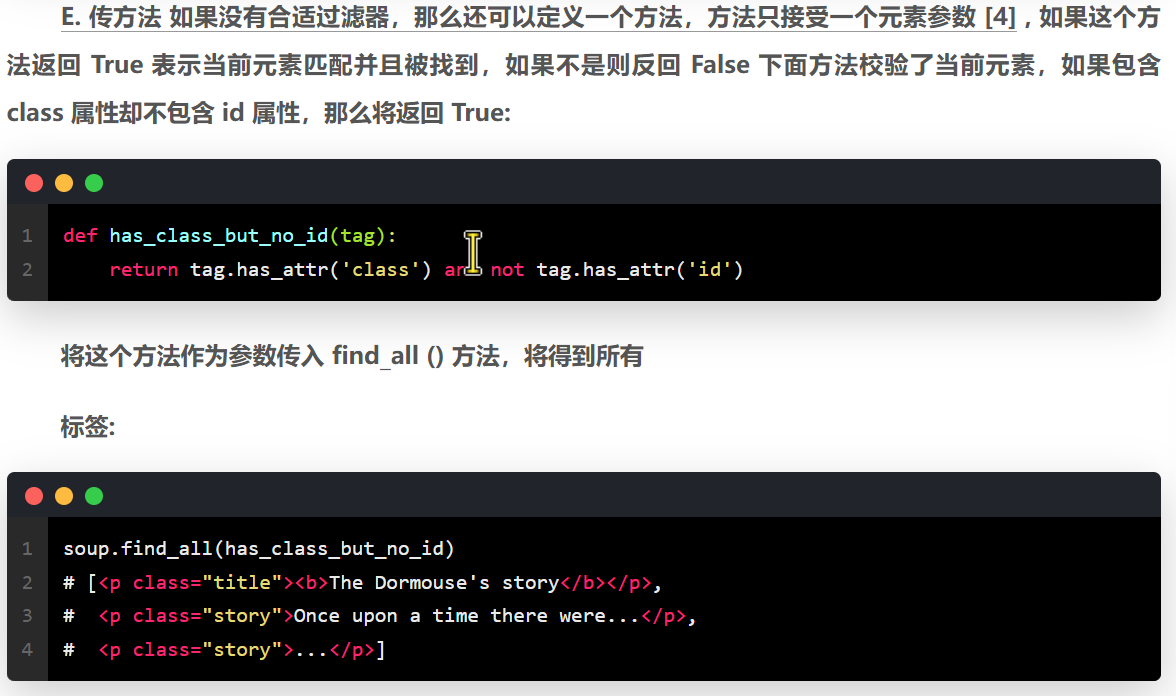 E. 传方法 如果没有合适过滤器，那么还可以定义一个方法，方法只接受一个元素参数 [4] , 如果这个方
法返回 True 表示当前元素匹配并且被找到，如果不是则反回 False 下面方法校验了当前元素，如果包含
class 属性却不包含 id 属性，那么将返回 True:
1 def has_class_but_no_id(tag):
2     return tag.has_attr('class') and not tag.has_attr('id')
将这个方法作为参数传入 find_all () 方法，将得到所有
标签:
1 soup.find_all(has_class_but_no_id)
2 # [<p class="title"><b>The Dormouse's story</b></p>,
3 #  <p class="story">Once upon a time there were...</p>,
4 #  <p class="story">...</p>]